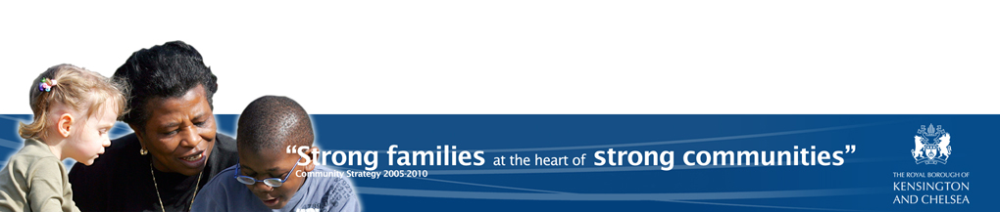 “Strong families at the heart of strong communities”
Community Strategy 2005-2010
THE ROYAL BOROUGH OF
KENSINGTON
AND CHELSEA